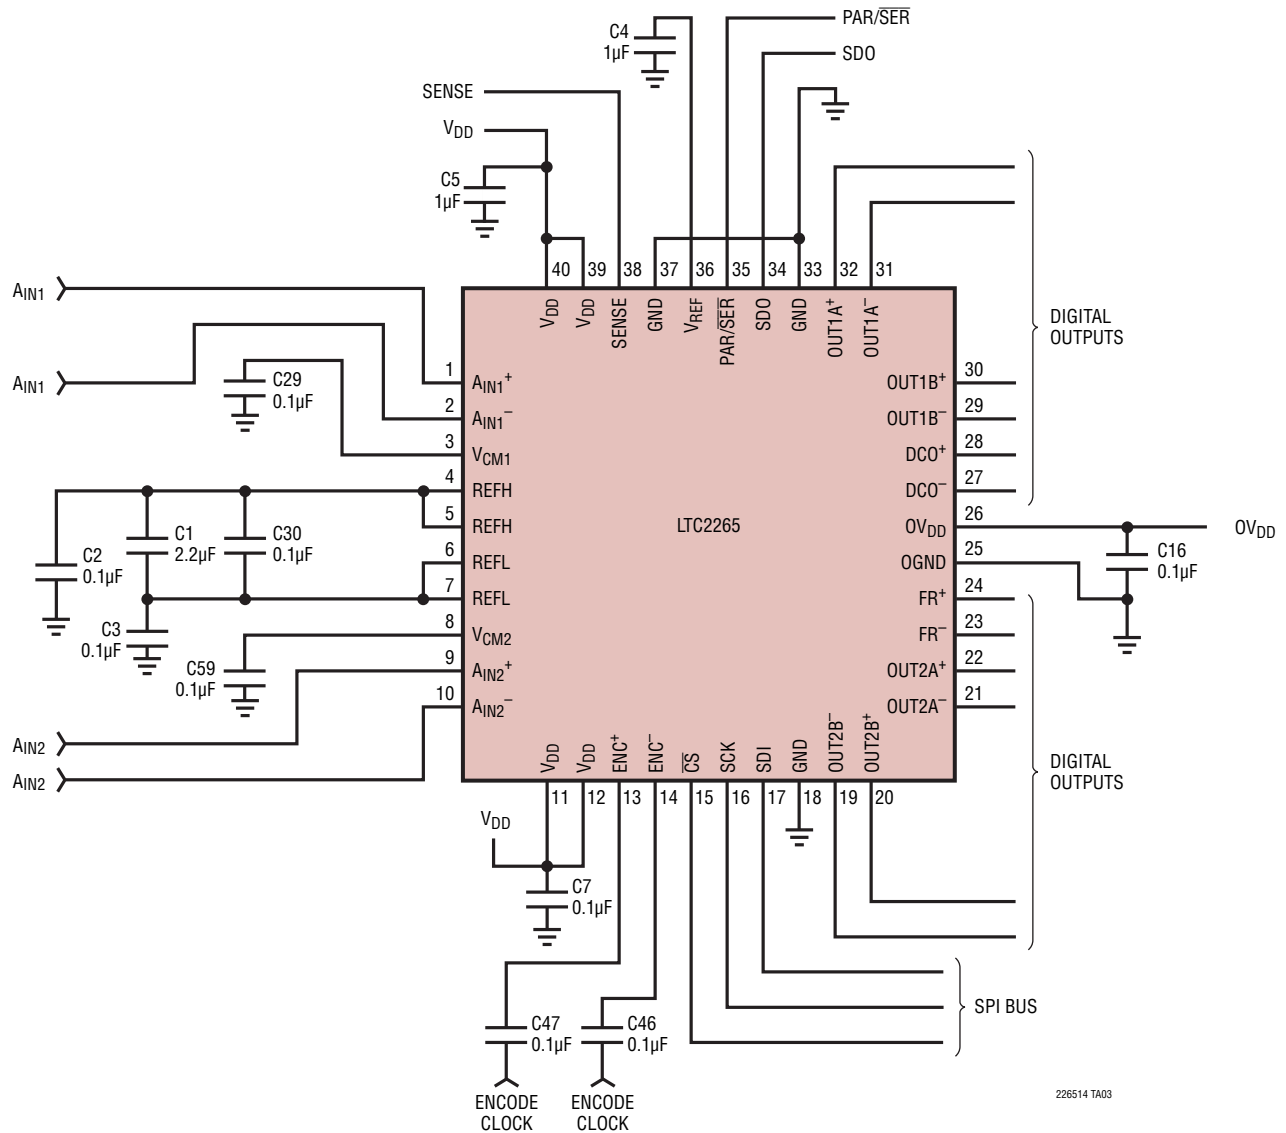 PAR/SER
SDO
C4
1µF
SENSE
VDD
C5
1µF
40 39 38 37 36 35 34 33 32 31
VDD VDD SENSE GND VREF PAR/SER SDO GND OUT1A+ OUT1A–
DIGITAL
OUTPUTS
AIN1
AIN1
C29
0.1µF
1 AIN1+
2 AIN1–
3 VCM1
4 REFH
5 REFH
6 REFL
7 REFL
8 VCM2
9 AIN2+
10 AIN2–
LTC2265
OUT1B+ 30
OUT1B– 29
DCO+ 28
DCO– 27
OVDD 26
OGND 25
FR+ 24
FR– 23
OUT2A+ 22
OUT2A– 21
OVDD
C16
0.1µF
C2
0.1µF
C1
2.2µF
C30
0.1µF
C3
0.1µF
C59
0.1µF
AIN2
AIN2
VDD VDD ENC+ ENC– CS SCK SDI GND OUT2B– OUT2B+
11 12 13 14 15 16 17 18 19 20
DIGITAL
OUTPUTS
VDD
C7
0.1µF
C47
0.1µF
C46
0.1µF
SPI BUS
ENCODE
CLOCK
ENCODE
CLOCK
226514 TA03